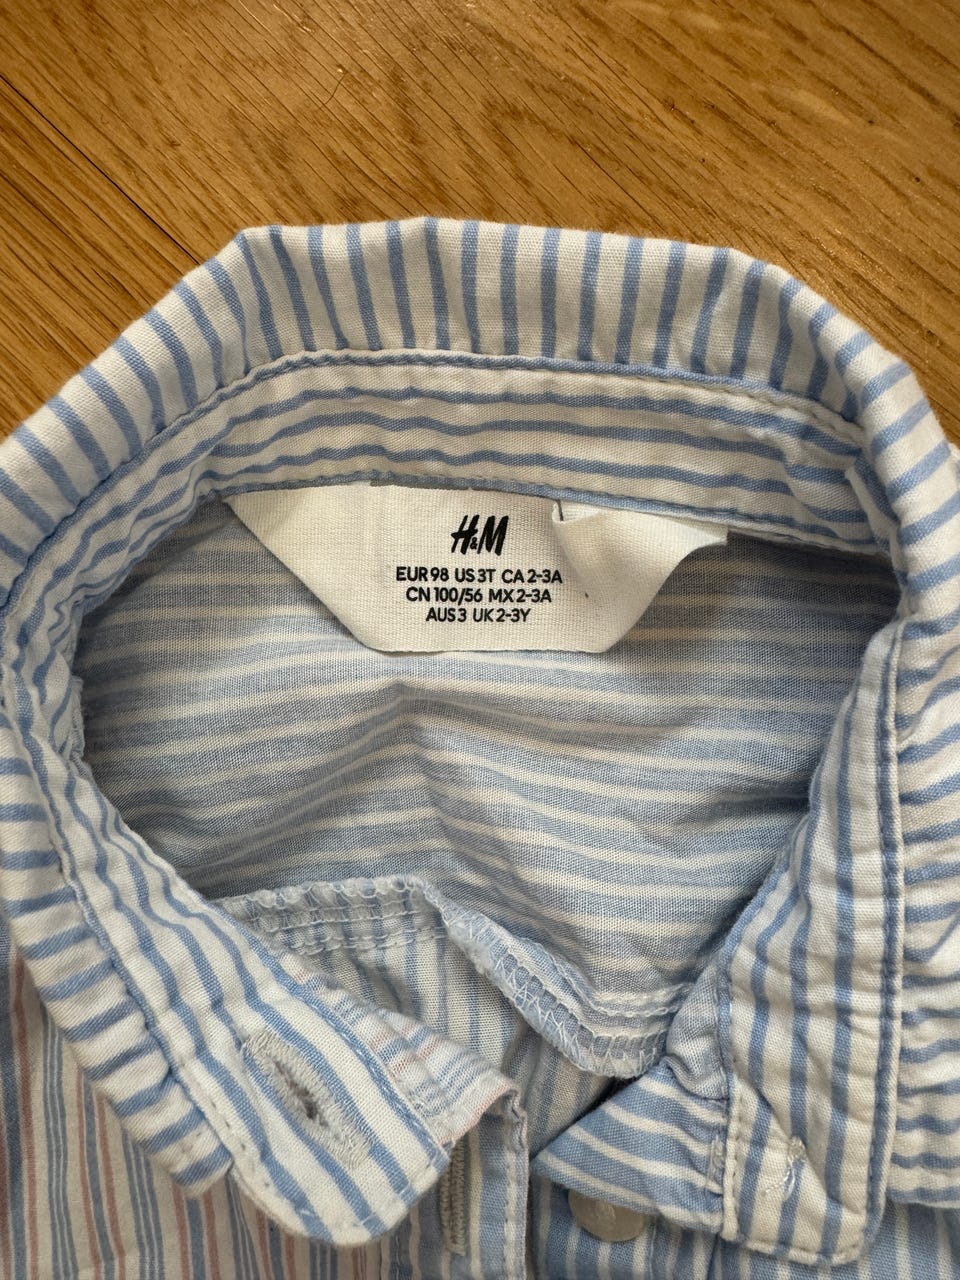 H&M
EUR 98 US 3T CA 2-3A
CN 100/56 MX 2-3A
AUS 3 UK 2-3Y